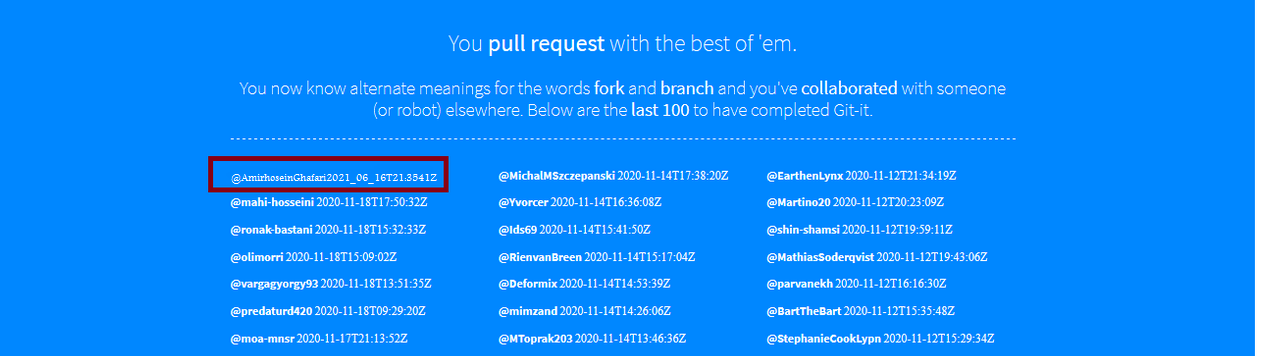 You pull request with the best of 'em.
You now know alternate meanings for the words fork and branch and you've collaborated with someone
(or robot) elsewhere. Below are the last 100 to have completed Git-it.
@AmirhoseinGhafari2021_06_16T21:3541Z @MichalMSzczepanski 2020-11-14T17:38:20Z @EarthenLynx 2020-11-12T21:34:19Z
@mahi-hosseini 2020-11-18T17:50:32Z @Yvorcer 2020-11-14T16:36:08Z @Martino20 2020-11-12T20:23:09Z
@ronak-bastani 2020-11-18T15:32:33Z @Ids69 2020-11-14T15:41:50Z @shin-shamsi 2020-11-12T19:59:11Z
@olimorri 2020-11-18T15:09:02Z @RienvanBreen 2020-11-14T15:17:04Z @MathiasSoderqvist 2020-11-12T19:43:06Z
@vargagyorgy93 2020-11-18T13:51:35Z @Deformix 2020-11-14T14:53:39Z @parvanekh 2020-11-12T16:16:30Z
@predaturd420 2020-11-18T09:29:20Z @mimzand 2020-11-14T14:26:06Z @BartTheBart 2020-11-12T15:35:48Z
@moa-mnsr 2020-11-17T21:13:52Z @MToprak203 2020-11-14T13:46:36Z @StephanieCookLypn 2020-11-12T15:29:34Z